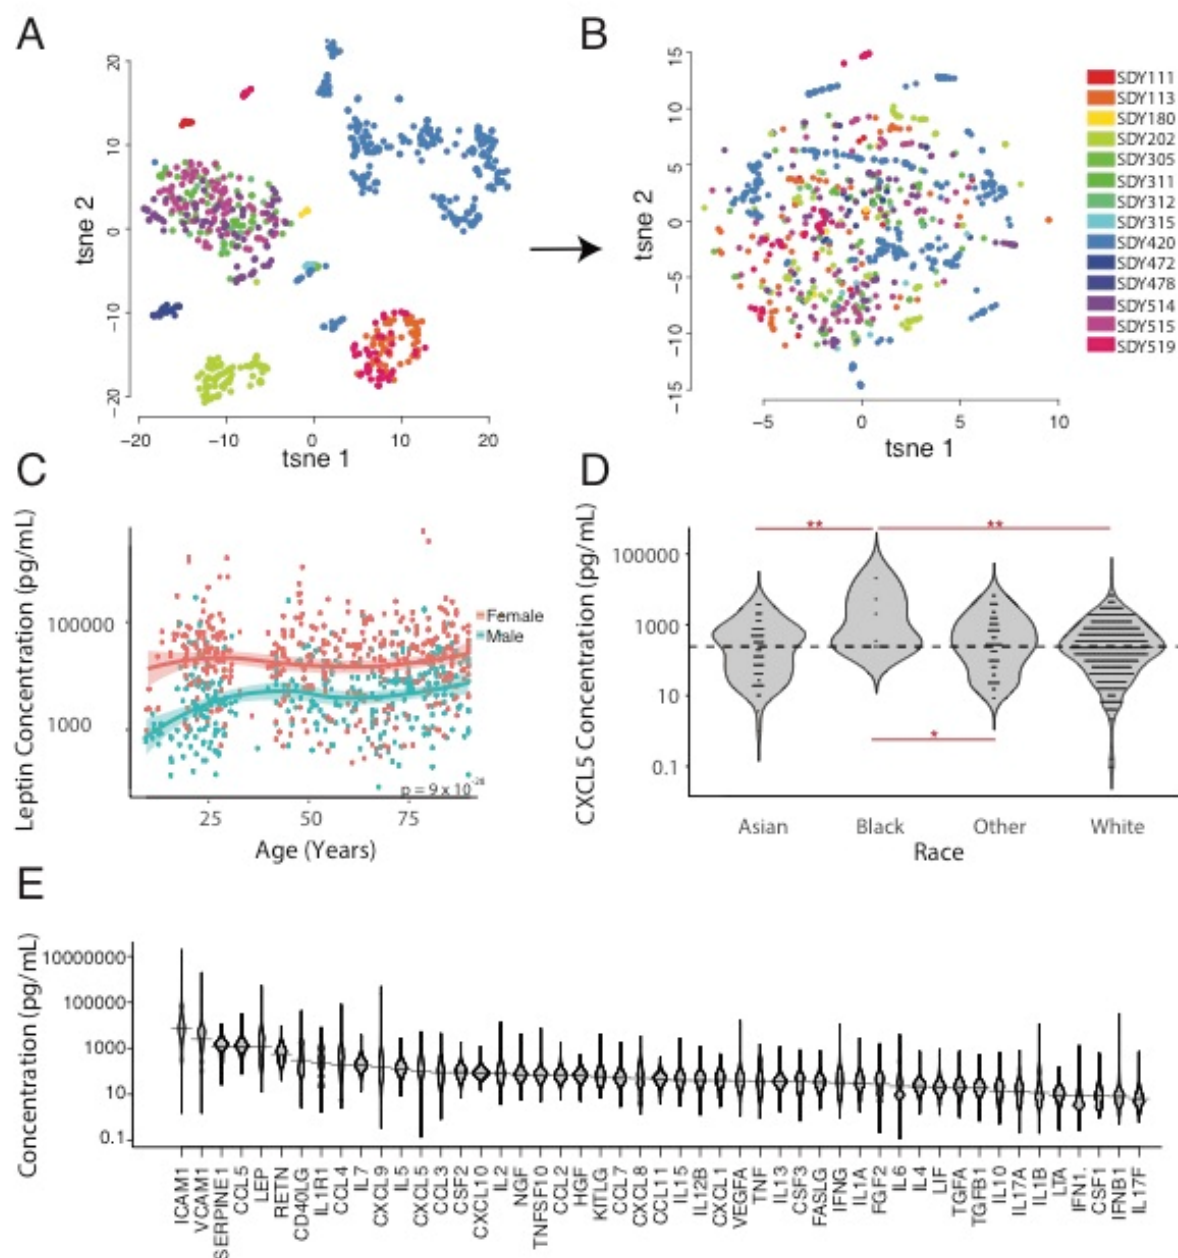 A
B
tsne 2
20
10
0
−10
−20
−20
−10
0
10
20
tsne 1
tsne 2
15
10
5
0
−5
−10
−15
−5
0
5
10
tsne 1
SDY111
SDY113
SDY180
SDY202
SDY305
SDY311
SDY312
SDY315
SDY420
SDY472
SDY478
SDY514
SDY515
SDY519
C
D
Leptin Concentration (pg/mL)
100000
1000
Female
Male
p = 9 x 10-28
25
50
75
Age (Years)
CXCL5 Concentration (pg/mL)
100000
1000
10
0.1
**
**
*
Asian
Black
Other
White
Race
E
Concentration (pg/mL)
10000000
100000
1000
10
0.1
ICAM1
VCAM1
SERPINE1
CCL5
LEP
RETN
CD40LG
IL1R1
CCL4
IL7
CXCL9
IL5
CXCL5
CCL3
CSF2
CXCL10
IL2
NGF
TNFSF10
CCL2
HGF
KITLG
CCL7
CXCL8
CCL11
IL15
IL12B
CXCL1
VEGFA
TNF
IL13
CSF3
FASLG
IFNG
IL1A
FGF2
IL6
IL4
LIF
TGFA
TGFB1
IL10
IL17A
IL1B
LTA
IFN1.
CSF1
IFNB1
IL17F